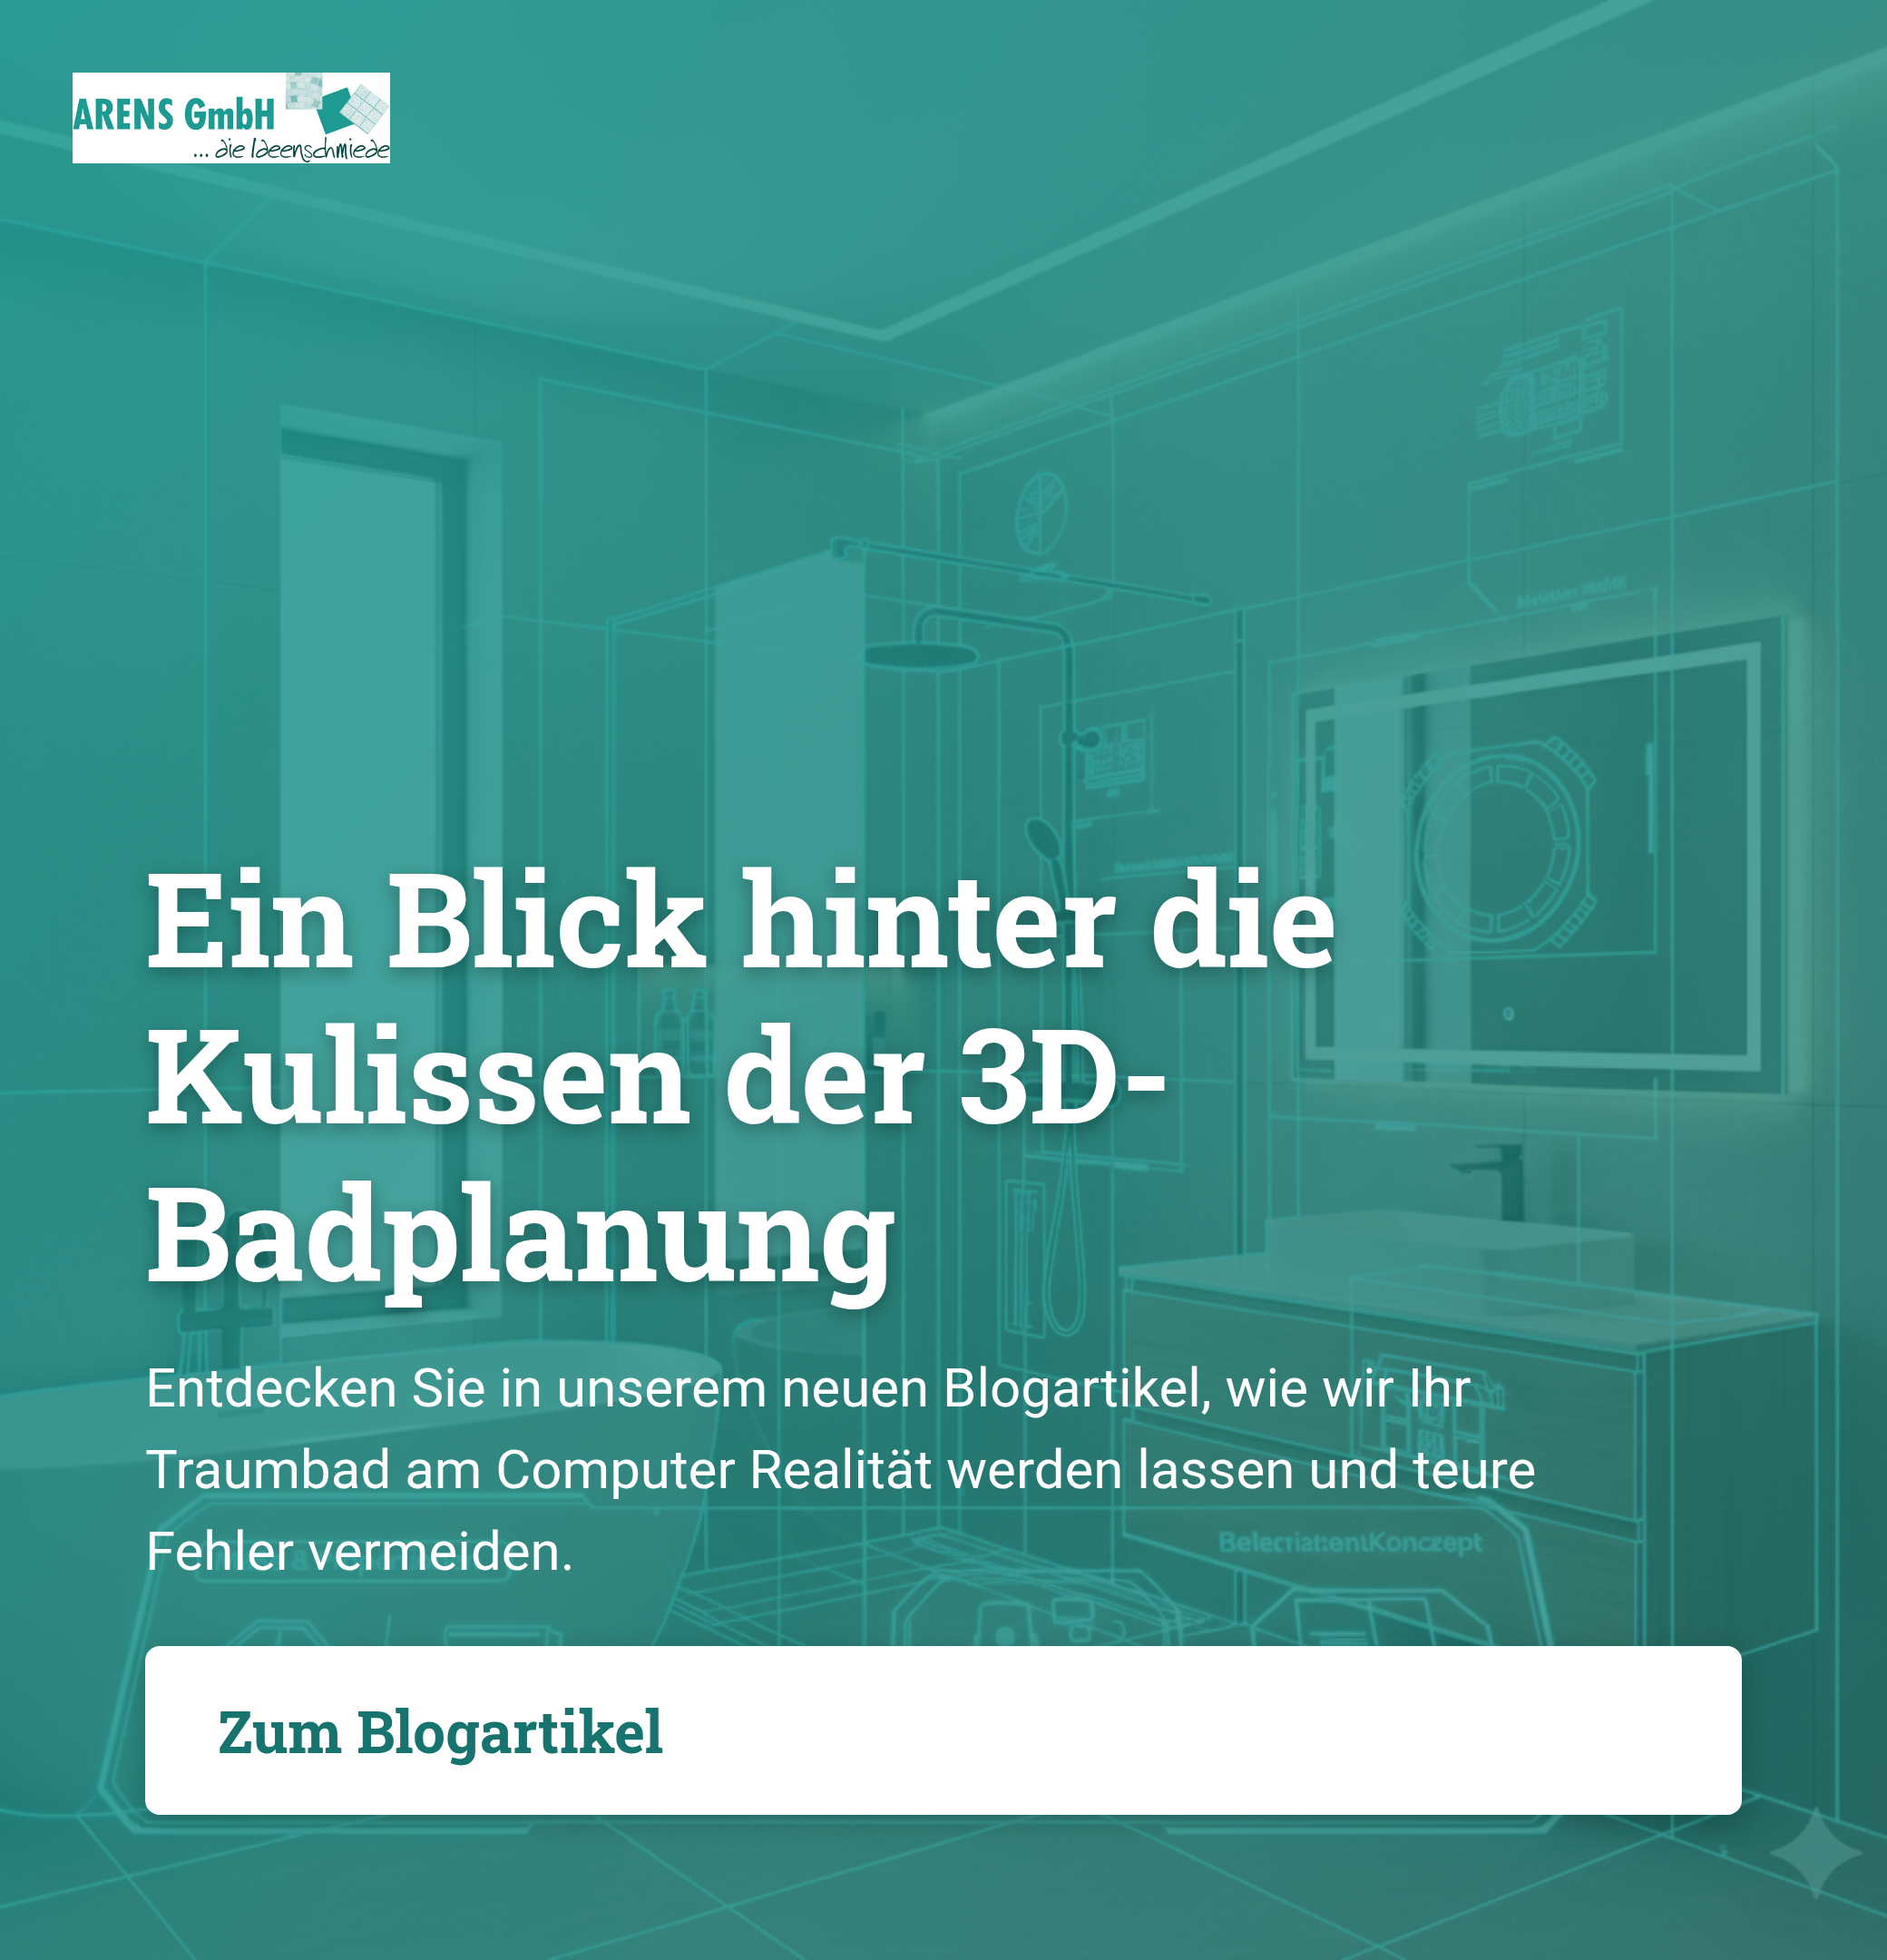 ARENS GmbH
... die Ideenschmiede
Ein Blick hinter die
Kulissen der 3D-
Badplanung
Entdecken Sie in unserem neuen Blogartikel, wie wir Ihr
Traumbad am Computer Realität werden lassen und teure
Fehler vermeiden.
Zum Blogartikel